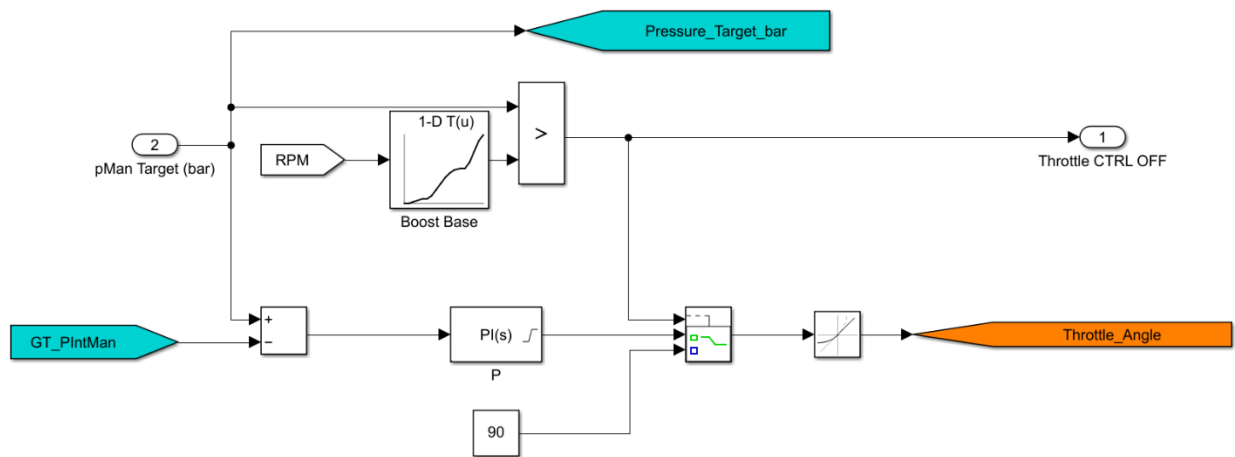 Pressure_Target_bar
1-D T(u)
>
2
pMan Target (bar)
RPM
Boost Base
1
Throttle CTRL OFF
+
−
GT_PIntMan
PI(s)
P
Throttle_Angle
90